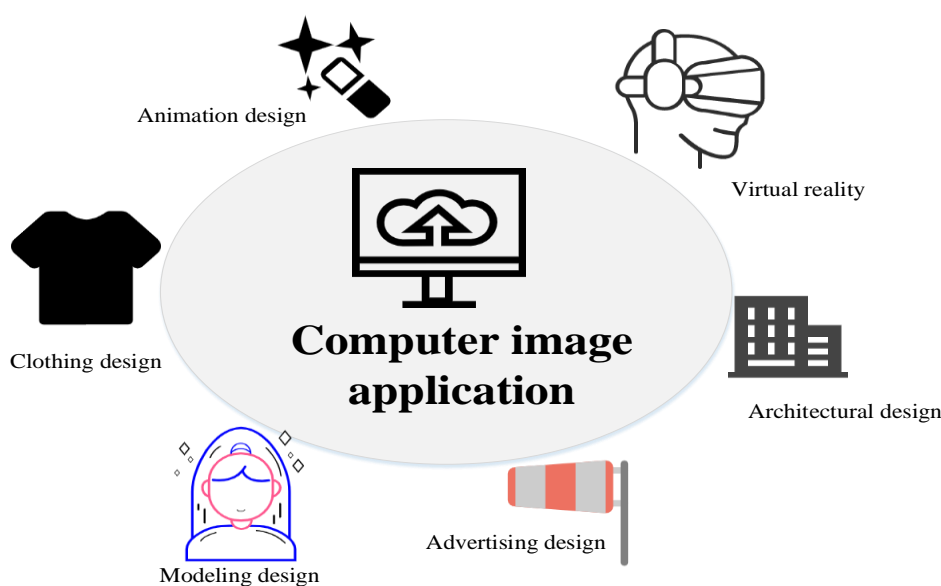 Animation design
Virtual reality
Computer image
application
Clothing design
Architectural design
Advertising design
Modeling design